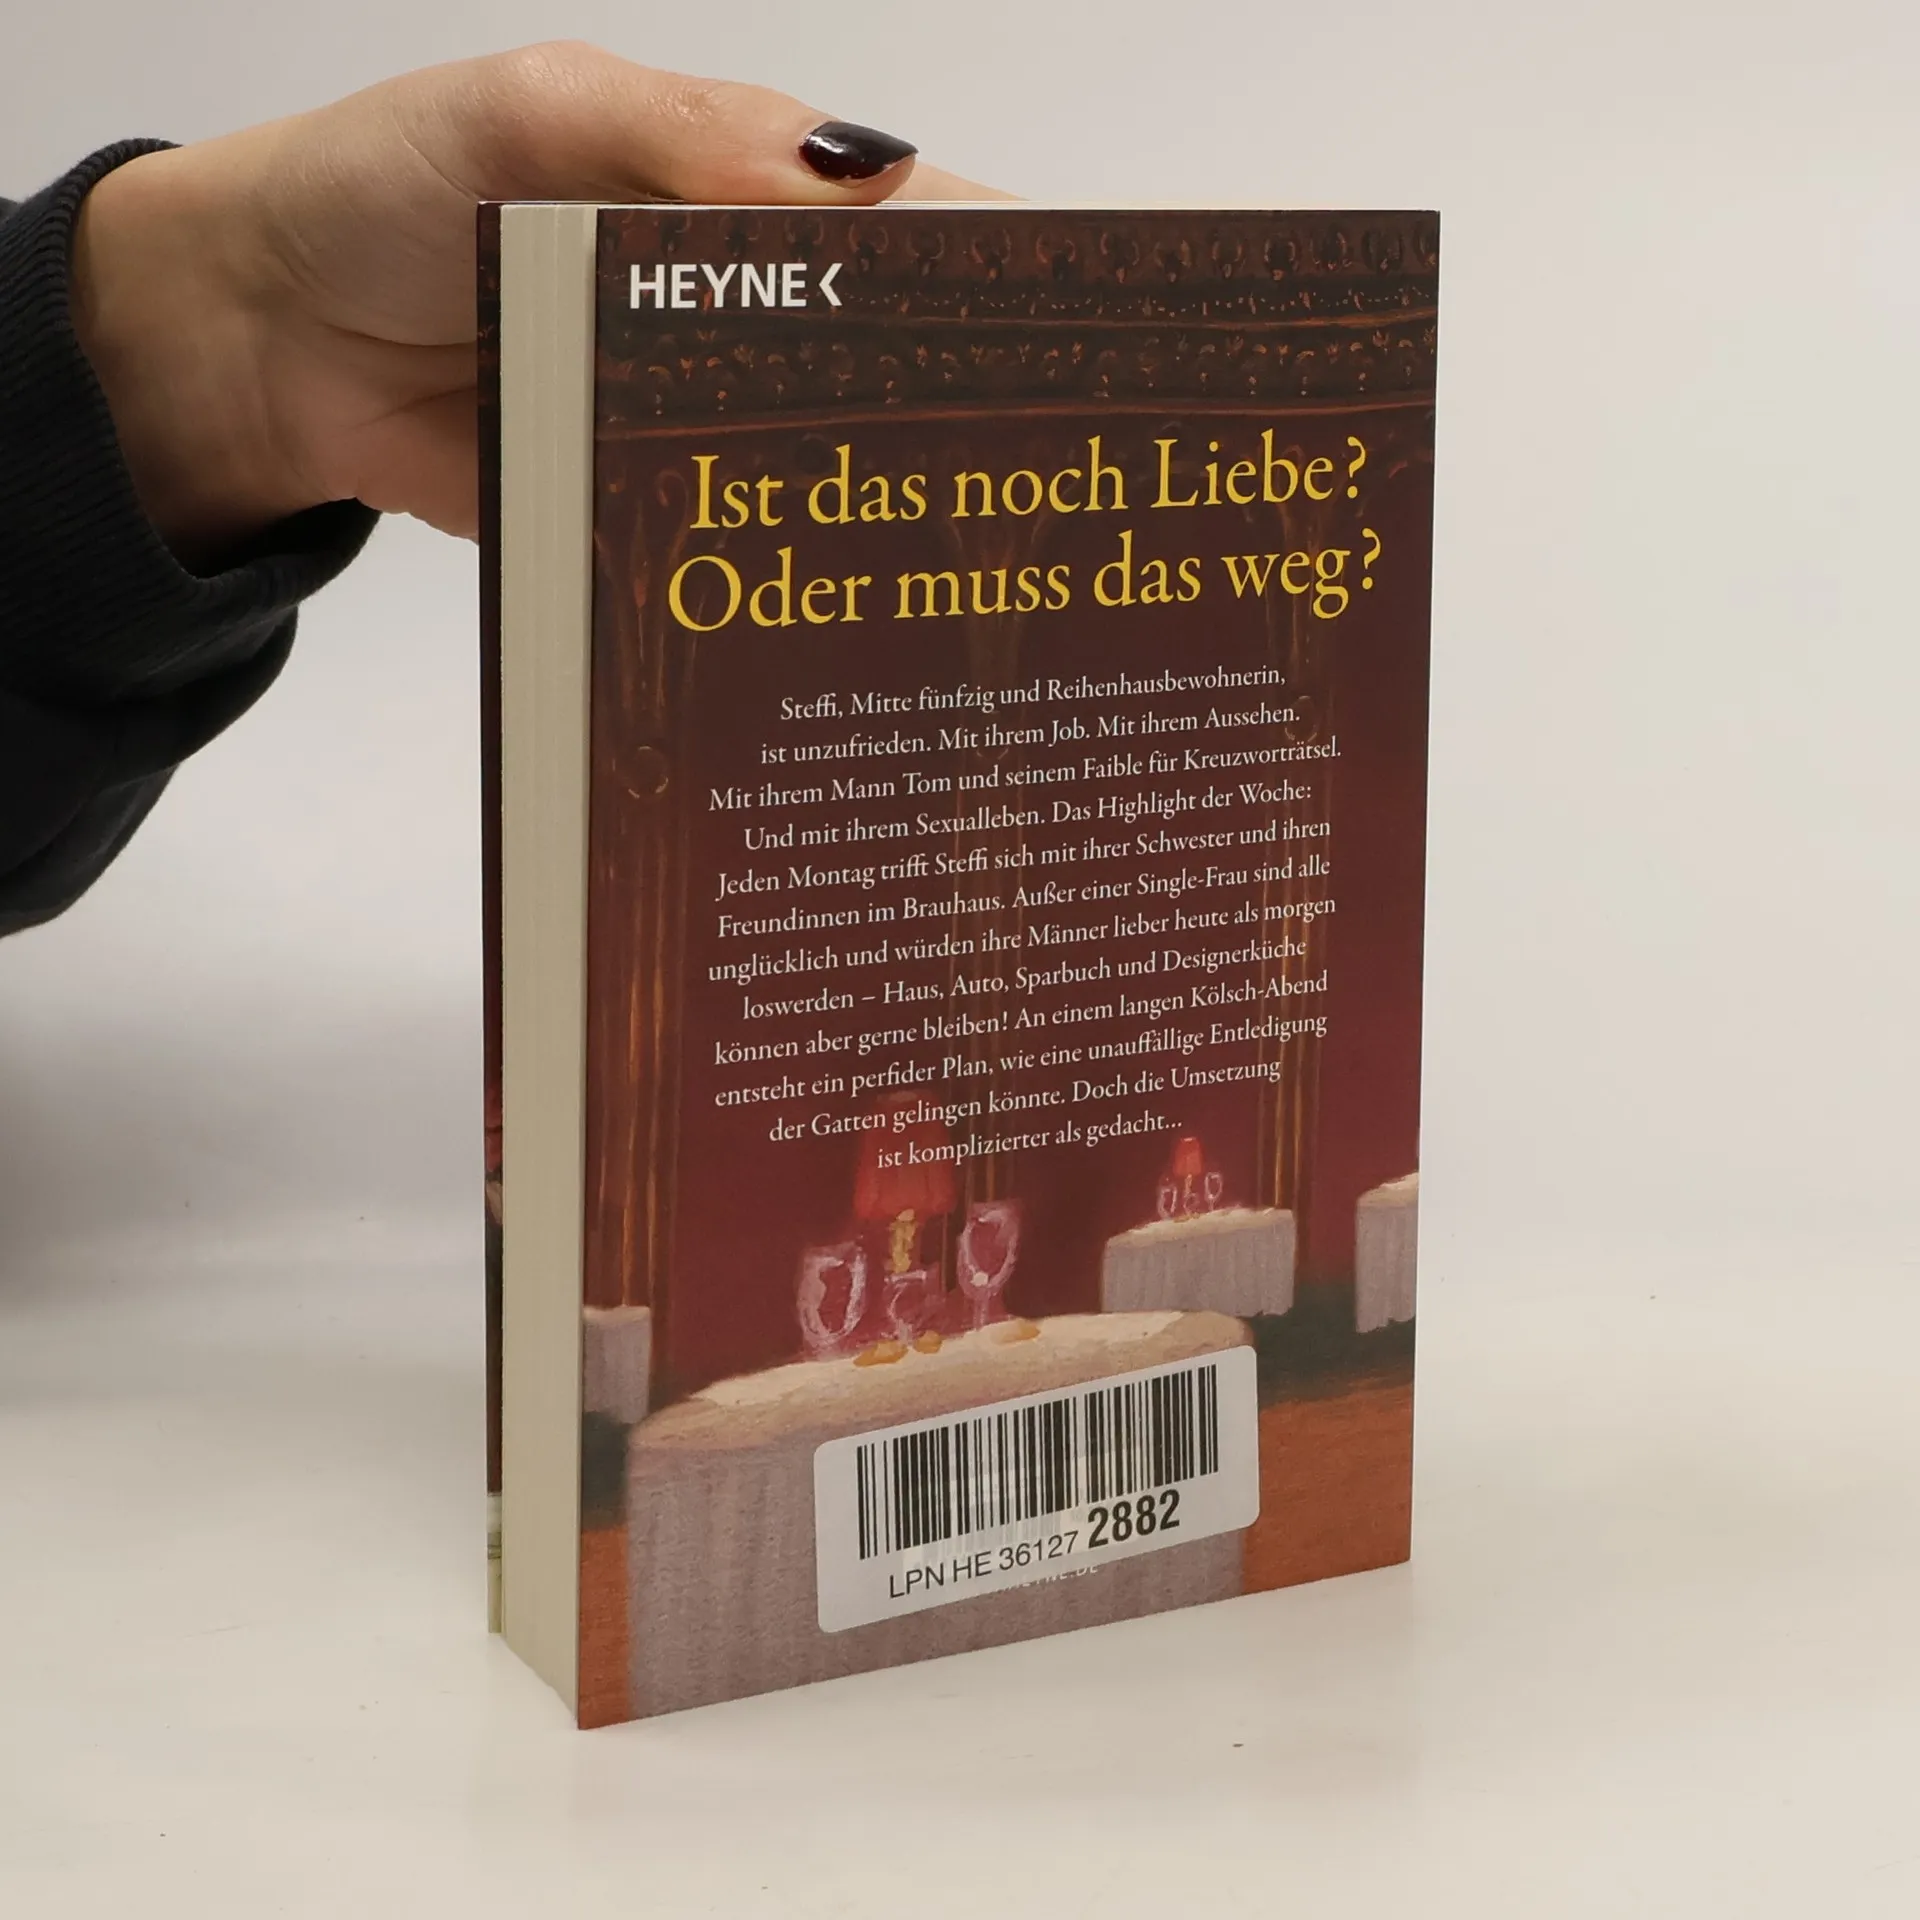 HEYNE
Ist das noch Liebe?
Oder muss das weg?
Steffi, Mitte fünfzig und Reihenhausbewohnerin,
ist unzufrieden. Mit ihrem Job. Mit ihrem Aussehen.
Mit ihrem Mann Tom und seinem Faible für Kreuzworträtsel.
Und mit ihrem Sexualleben. Das Highlight der Woche:
Jeden Montag trifft Steffi sich mit ihrer Schwester und ihren
Freundinnen im Brauhaus. Außer einer Single-Frau sind alle
unglücklich und würden ihre Männer lieber heute als morgen
loswerden – Haus, Auto, Sparbuch und Designerküche
können aber gerne bleiben! An einem langen Kölsch-Abend
entsteht ein perfider Plan, wie eine unauffällige Entledigung
der Gatten gelingen könnte. Doch die Umsetzung
ist komplizierter als gedacht...
LPN HE 36127 2882